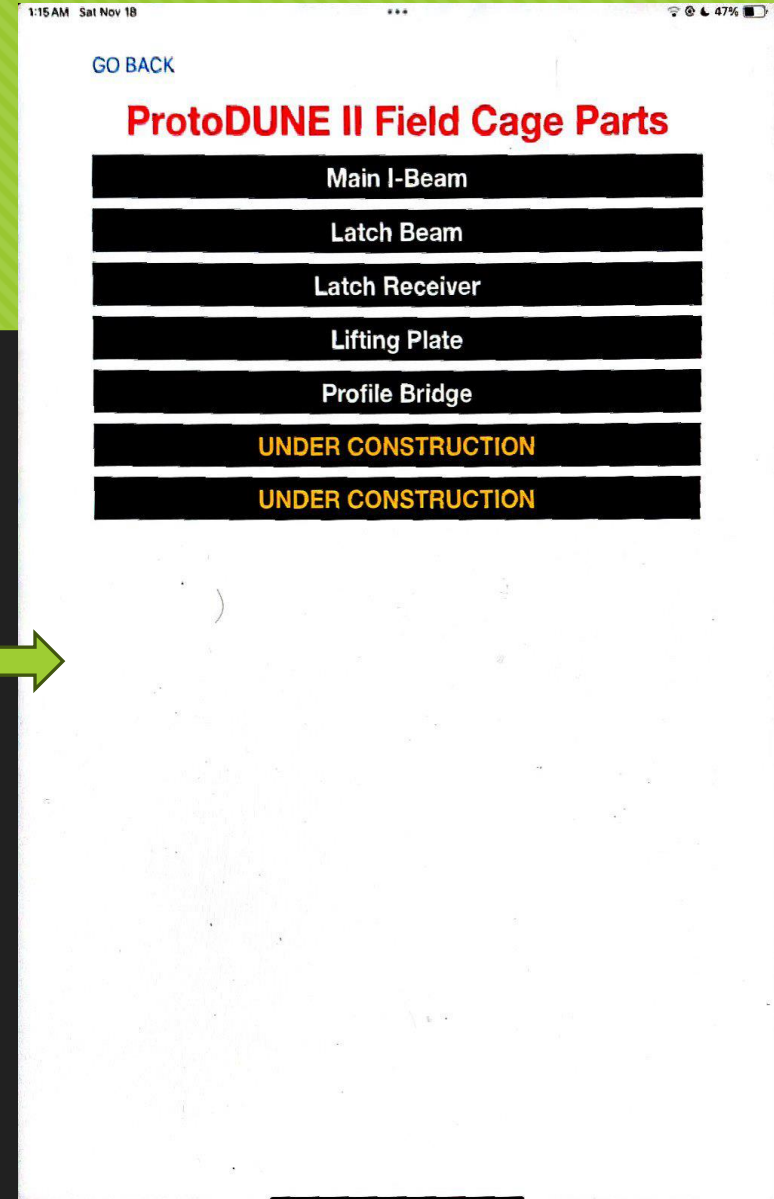 1:15 AM Sat Nov 18 47%
GO BACK
ProtoDUNE II Field Cage Parts
Main I-Beam
Latch Beam
Latch Receiver
Lifting Plate
Profile Bridge
UNDER CONSTRUCTION
UNDER CONSTRUCTION